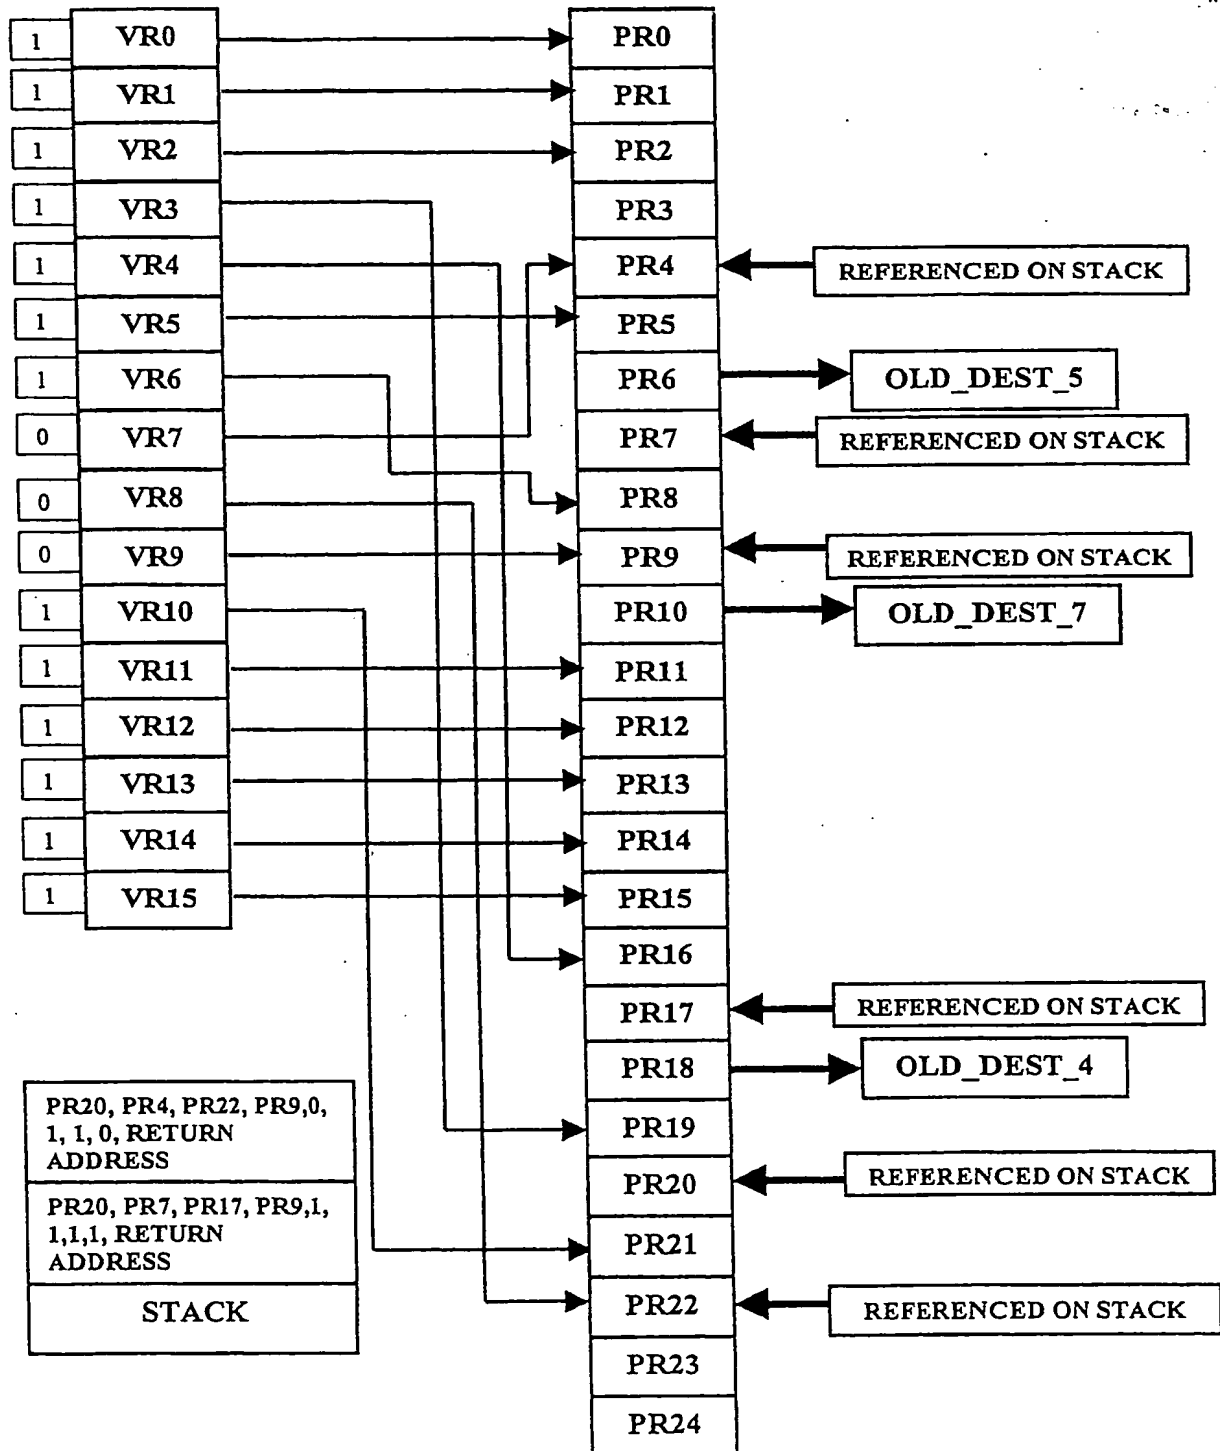 1 VR0 PR0
1 VR1 PR1
1 VR2 PR2
1 VR3 PR3
1 VR4 PR4 REFERENCED ON STACK
1 VR5 PR5
1 VR6 PR6 OLD_DEST_5
0 VR7 PR7 REFERENCED ON STACK
0 VR8 PR8
0 VR9 PR9 REFERENCED ON STACK
1 VR10 PR10 OLD_DEST_7
1 VR11 PR11
1 VR12 PR12
1 VR13 PR13
1 VR14 PR14
1 VR15 PR15
PR16
PR17 REFERENCED ON STACK
PR18 OLD_DEST_4
PR19
PR20 REFERENCED ON STACK
PR21
PR22 REFERENCED ON STACK
PR23
PR24
PR20, PR4, PR22, PR9,0,
1, 1, 0, RETURN
ADDRESS
PR20, PR7, PR17, PR9,1,
1,1,1, RETURN
ADDRESS
STACK